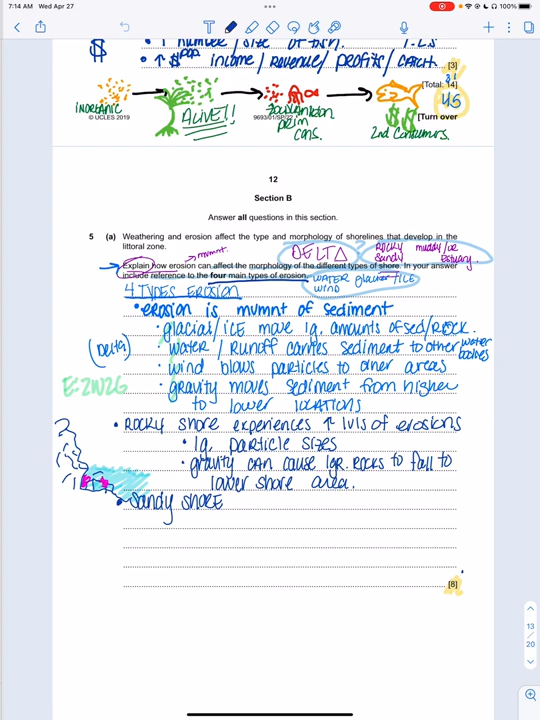 7:14 AM Wed Apr 27
100%
• ↑ number / size of fish.
• ↑ $ pop income / Revenue / profits / catch
$
[3]
[Total: 14]
45
INORGANIC
ALIVE!!
ZOOPLANKTON
prim
cons.
2nd Consumers.
© UCLES 2019
[Turn over
12
Section B
Answer all questions in this section.
5 (a) Weathering and erosion affect the type and morphology of shorelines that develop in the
littoral zone.
mvmnt.
DELTA
ROCKY muddy/or
Sandy Estuary
Explain how erosion can affect the morphology of the different types of shore. In your answer
include reference to the four main types of erosion.
WATER glacier/ICE
WIND
4 TYPES EROSION
• erosion is mvmnt of sediment
• glacial/ICE move lg. amounts of sed/ROCK.
(Delta)
• water / Runoff carries sediment to other water bodies
• wind blows particles to other areas
E: 2W2G
• gravity moves sediment from higher
to lower locations
• ROCKY shore experiences ↑ lvls of erosions
• lg. particle sizes
• gravity can cause lgr. rocks to fall to
lower shore area.
• Sandy shore
[8]
13
20